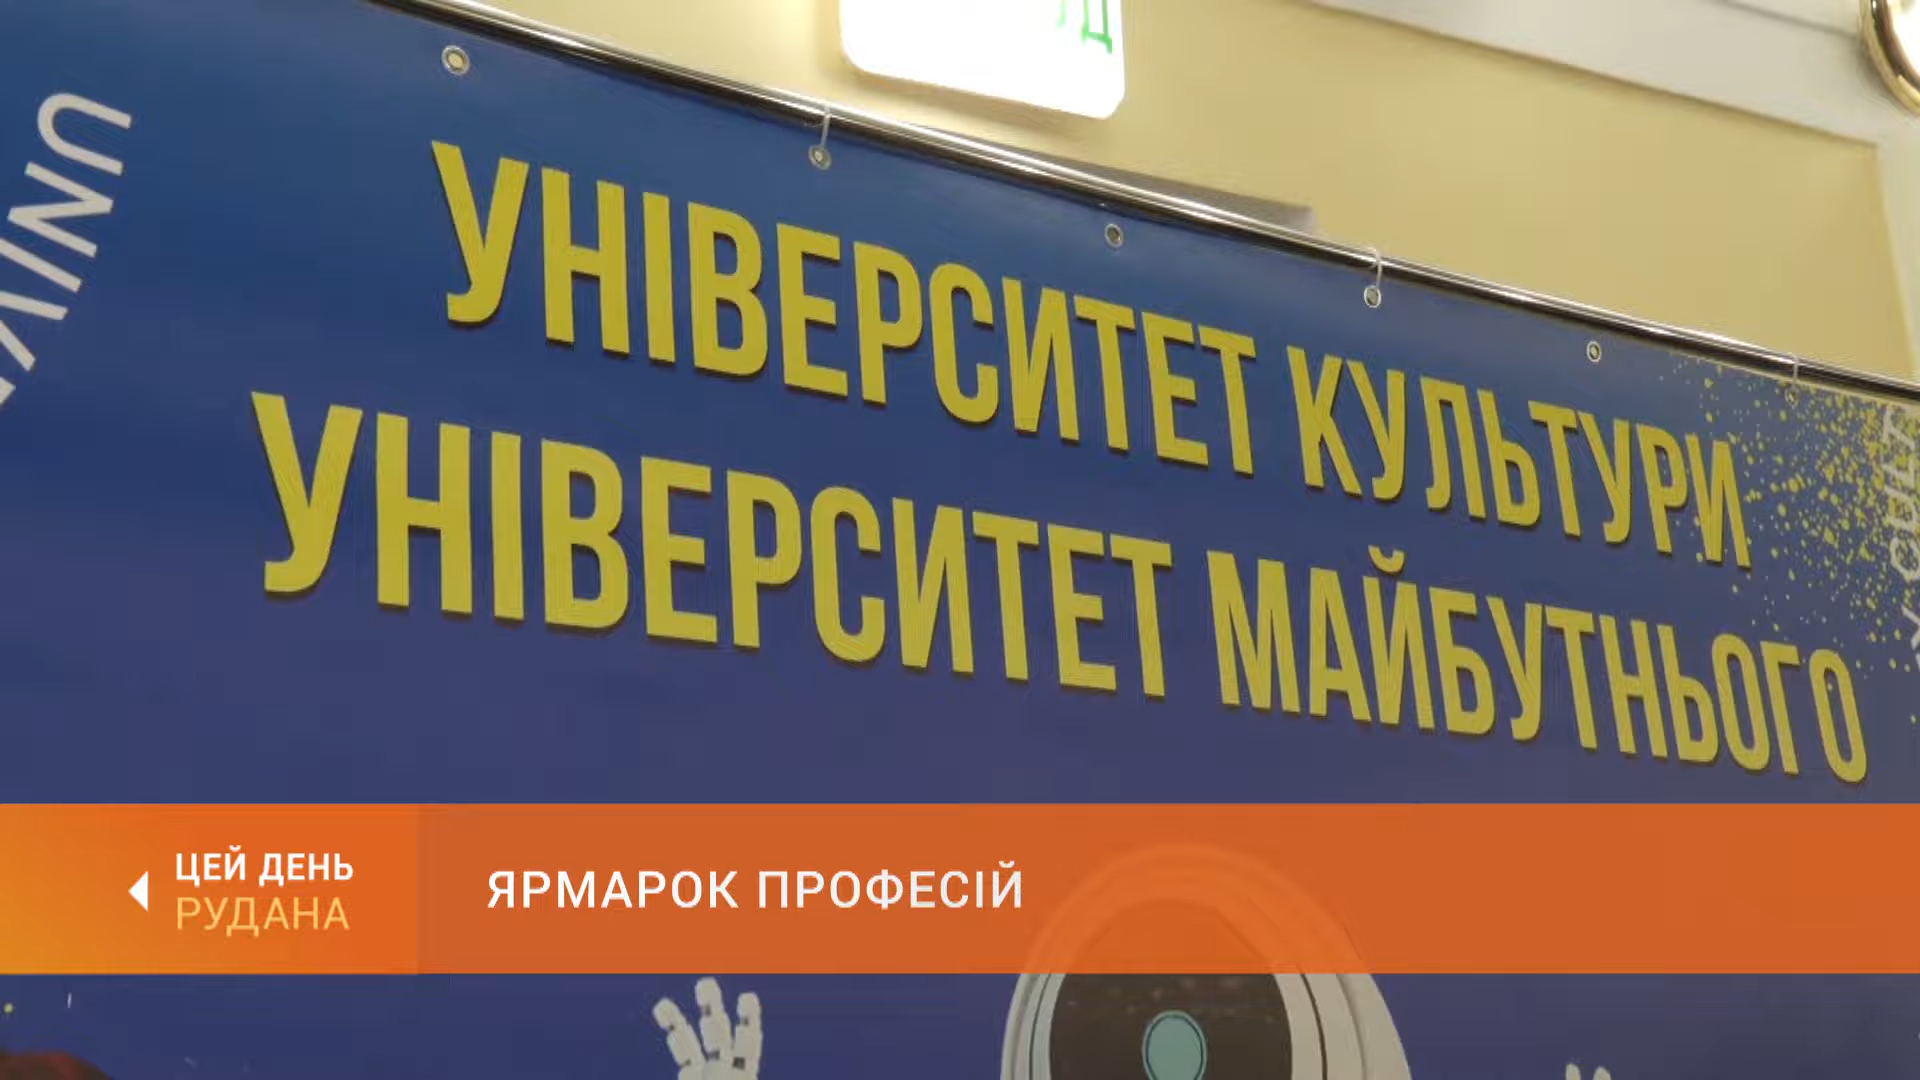 УНІВЕРСИТЕТ КУЛЬТУРИ
УНІВЕРСИТЕТ МАЙБУТНЬОГО
ЦЕЙ ДЕНЬ
РУДАНА
ЯРМАРОК ПРОФЕСІЙ